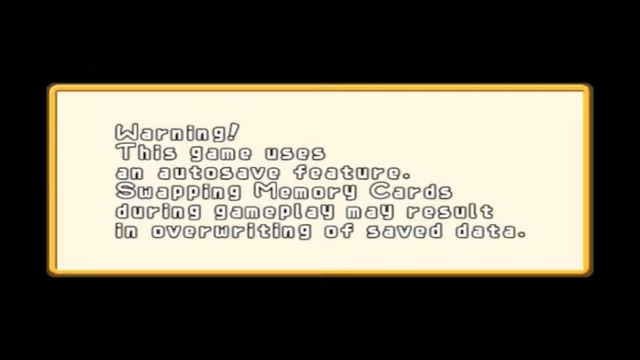 Warning!
This game uses
an autosave feature.
Swapping Memory Cards
during gameplay may result
in overwriting of saved data.